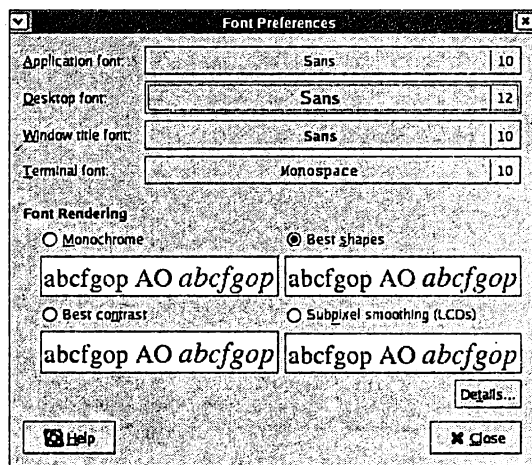 Font Preferences
Application font: Sans 10
Desktop font: Sans 12
Window title font: Sans 10
Terminal font: Monospace 10
Font Rendering
Monochrome Best shapes
abcfgop AO abcfgop abcfgop AO abcfgop
Best contrast Subpixel smoothing (LCDs)
abcfgop AO abcfgop abcfgop AO abcfgop
Details...
Help Close